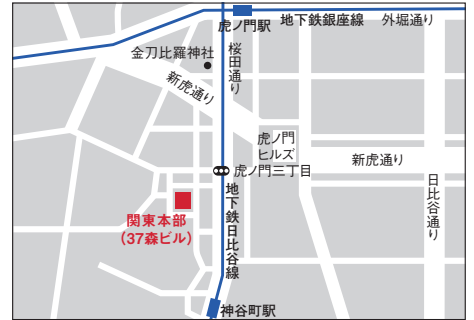 虎ノ門駅
地下鉄銀座線
外堀通り
金刀比羅神社
桜田通り
新虎通り
虎ノ門
ヒルズ
新虎通り
虎ノ門三丁目
日比谷通り
地下鉄日比谷線
関東本部
(37森ビル)
神谷町駅